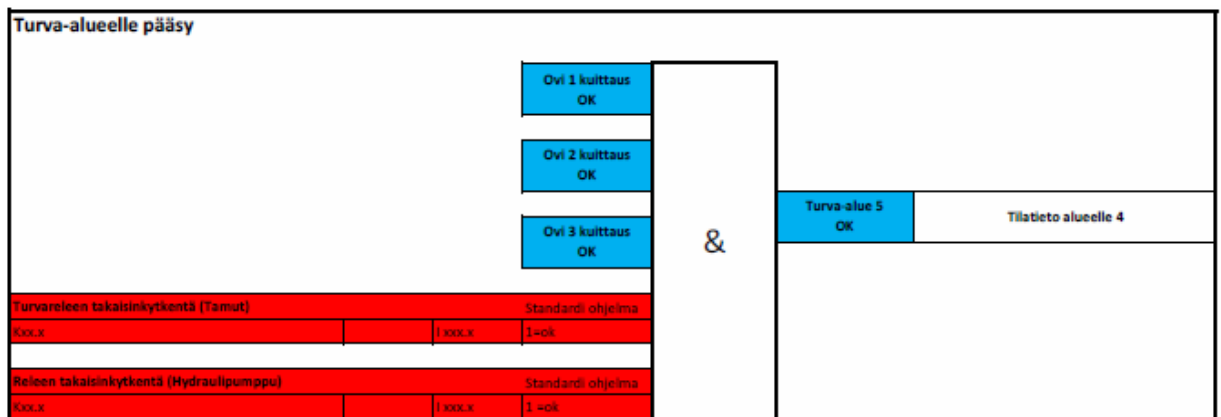 Turva-alueelle pääsy
Ovi 1 kuittaus
OK
Ovi 2 kuittaus
OK
Turva-alue 5
OK
Tilatieto alueelle 4
Ovi 3 kuittaus
OK
&
Turvareleen takaisinkytkentä (Tamut) Standardi ohjelma
Kxx.x I xxx.x 1=ok
Releen takaisinkytkentä (Hydraulipumppu) Standardi ohjelma
Kxx.x I xxx.x 1 =ok